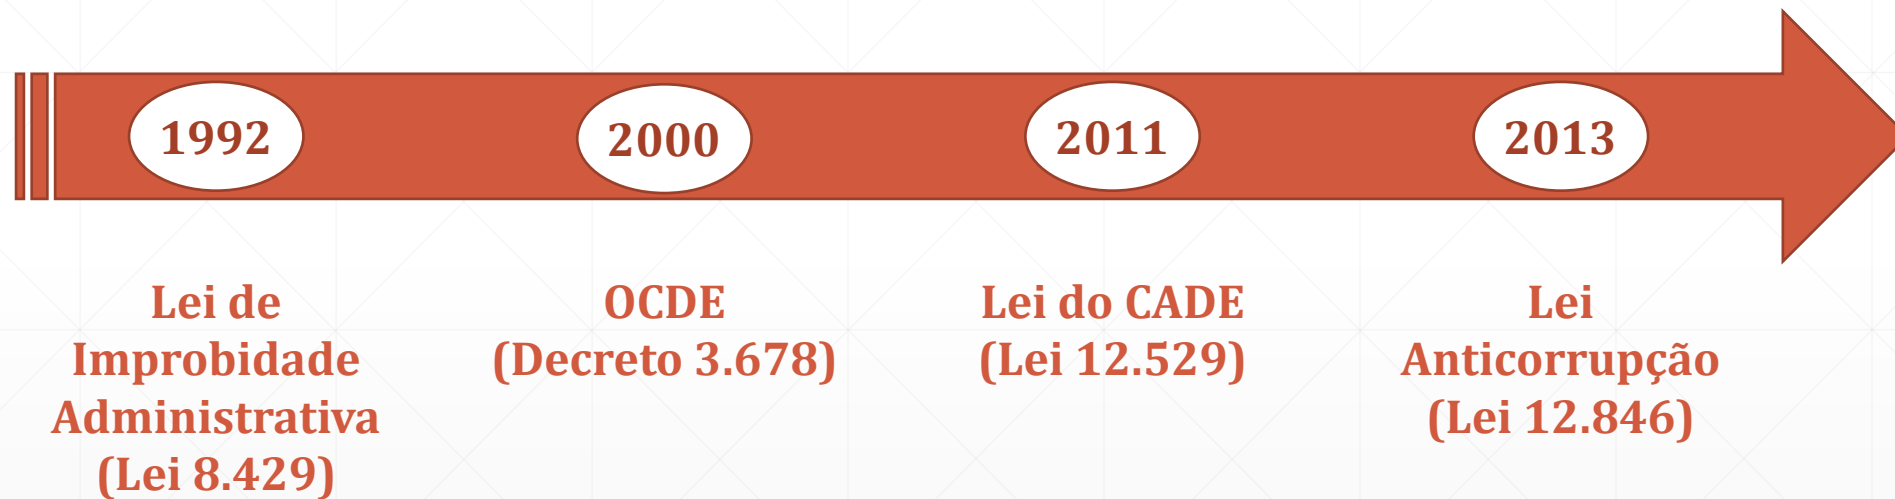 1992
2000
2011
2013
Lei de
Improbidade
Administrativa
(Lei 8.429)
OCDE
(Decreto 3.678)
Lei do CADE
(Lei 12.529)
Lei
Anticorrupção
(Lei 12.846)